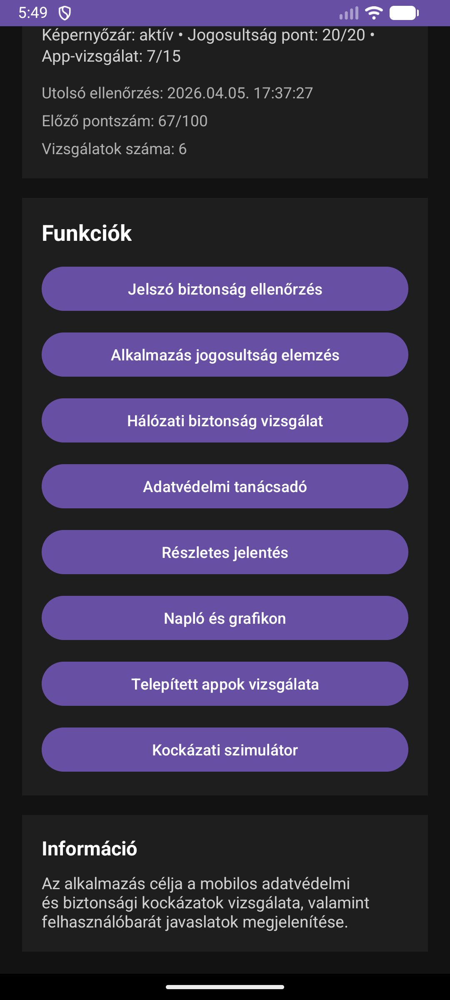 5:49
Képernyőzár: aktív • Jogosultság pont: 20/20 •
App-vizsgálat: 7/15
Utolsó ellenőrzés: 2026.04.05. 17:37:27
Előző pontszám: 67/100
Vizsgálatok száma: 6
Funkciók
Jelszó biztonság ellenőrzés
Alkalmazás jogosultság elemzés
Hálózati biztonság vizsgálat
Adatvédelmi tanácsadó
Részletes jelentés
Napló és grafikon
Telepített appok vizsgálata
Kockázati szimulátor
Információ
Az alkalmazás célja a mobilos adatvédelmi
és biztonsági kockázatok vizsgálata, valamint
felhasználóbarát javaslatok megjelenítése.